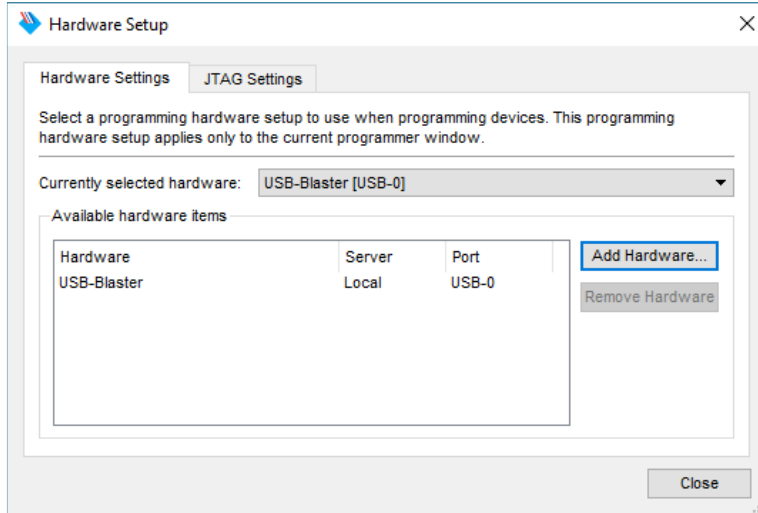 Hardware Setup
Hardware Settings
JTAG Settings
Select a programming hardware setup to use when programming devices. This programming
hardware setup applies only to the current programmer window.
Currently selected hardware: USB-Blaster [USB-0]
Available hardware items
Hardware Server Port
USB-Blaster Local USB-0
Add Hardware...
Remove Hardware
Close